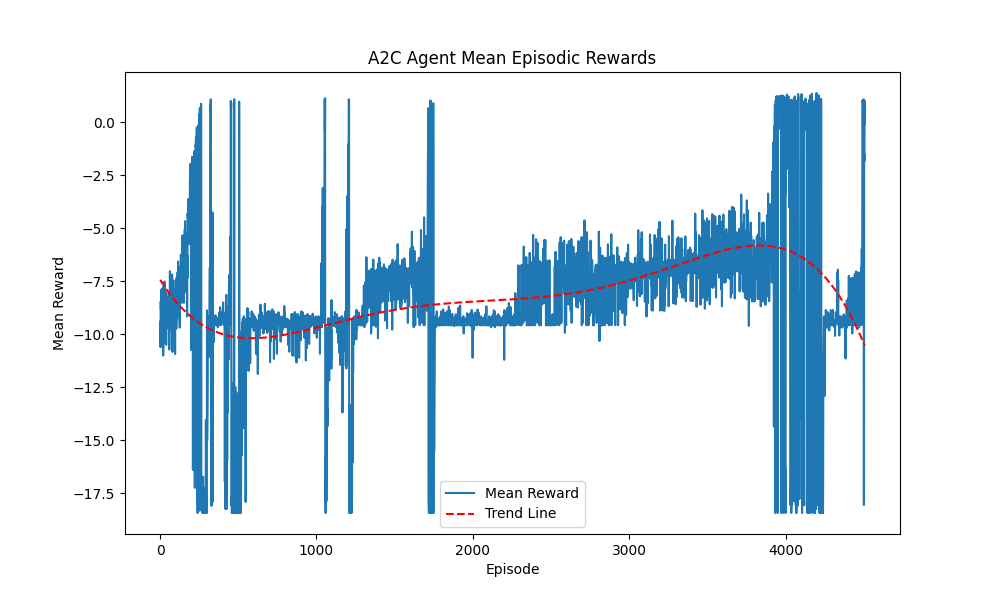 A2C Agent Mean Episodic Rewards
Mean Reward
0.0
−2.5
−5.0
−7.5
−10.0
−12.5
−15.0
−17.5
Mean Reward
Trend Line
0
1000
2000
3000
4000
Episode